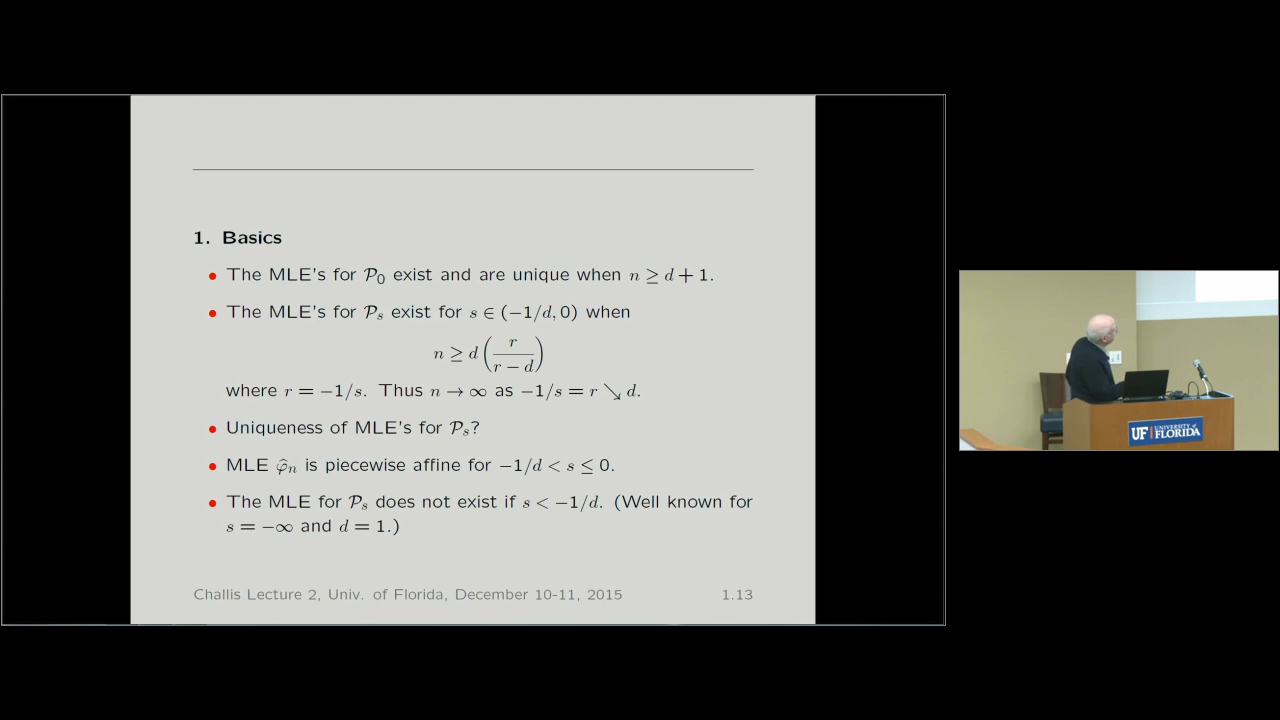 1. Basics
• The MLE's for 𝒫₀ exist and are unique when n ≥ d + 1.
• The MLE's for 𝒫ₛ exist for s ∈ (−1/d, 0) when
n ≥ d (r / (r − d))
where r = −1/s. Thus n → ∞ as −1/s = r ↘ d.
• Uniqueness of MLE's for 𝒫ₛ?
• MLE φ̂ₙ is piecewise affine for −1/d < s ≤ 0.
• The MLE for 𝒫ₛ does not exist if s < −1/d. (Well known for
s = −∞ and d = 1.)
Challis Lecture 2, Univ. of Florida, December 10-11, 2015 1.13
UF UNIVERSITY of
FLORIDA